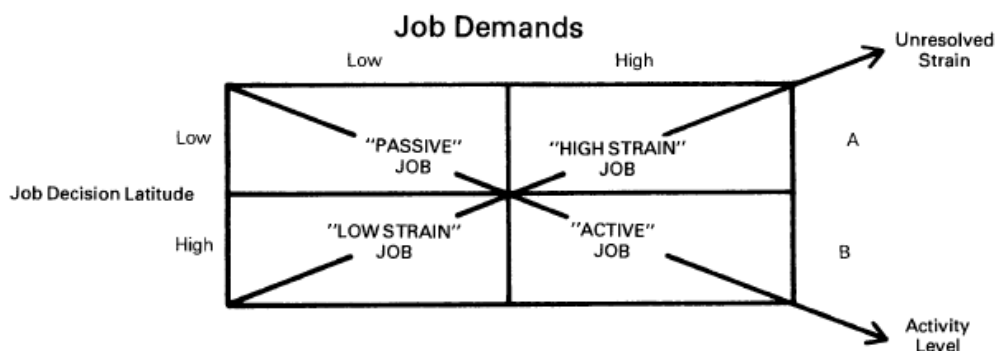 Job Demands
Low
High
Unresolved
Strain
Low
"PASSIVE"
JOB
"HIGH STRAIN"
JOB
A
Job Decision Latitude
High
"LOW STRAIN"
JOB
"ACTIVE"
JOB
B
Activity
Level